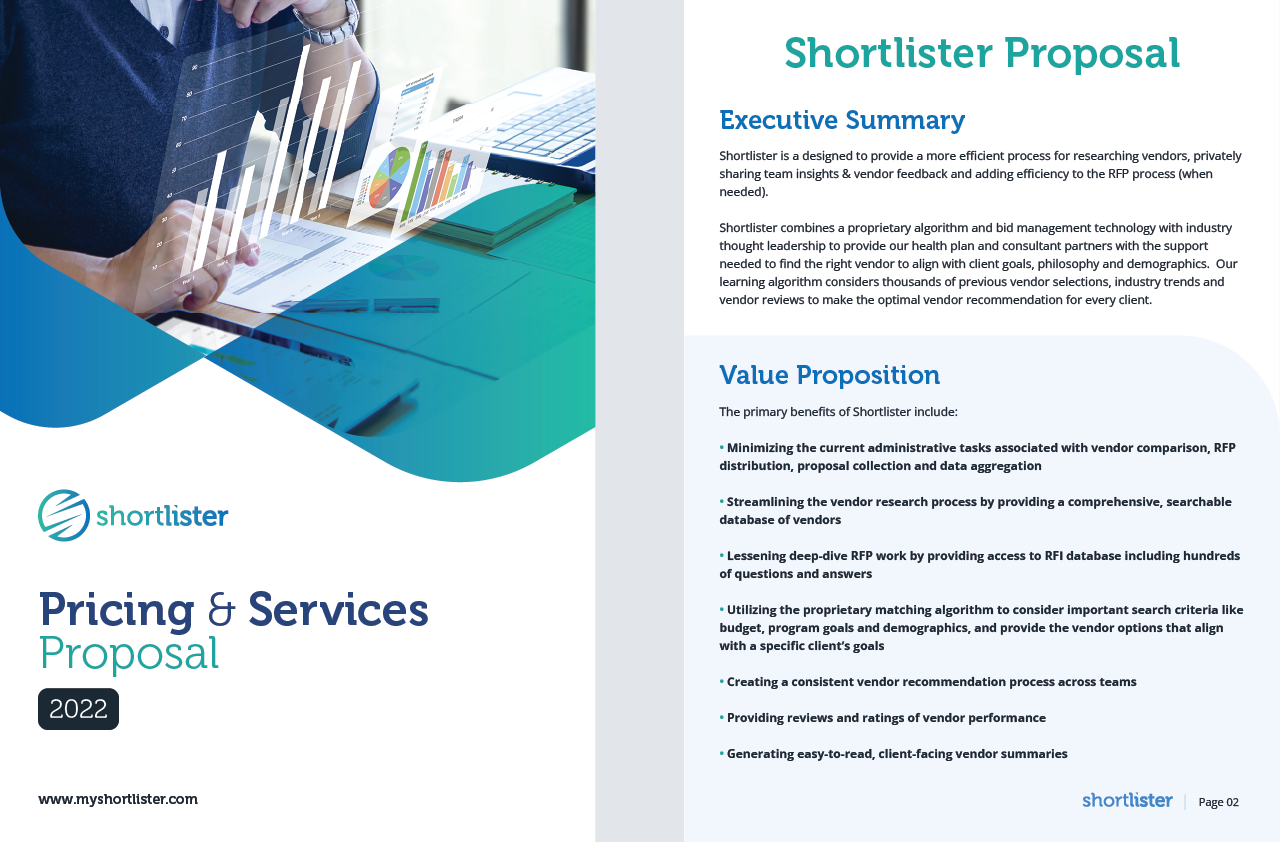 shortlister
Pricing & Services
Proposal
2022
www.myshortlister.com
Shortlister Proposal
Executive Summary
Shortlister is a designed to provide a more efficient process for researching vendors, privately
sharing team insights & vendor feedback and adding efficiency to the RFP process (when
needed).
Shortlister combines a proprietary algorithm and bid management technology with industry
thought leadership to provide our health plan and consultant partners with the support
needed to find the right vendor to align with client goals, philosophy and demographics.  Our
learning algorithm considers thousands of previous vendor selections, industry trends and
vendor reviews to make the optimal vendor recommendation for every client.
Value Proposition
The primary benefits of Shortlister include:
• Minimizing the current administrative tasks associated with vendor comparison, RFP
distribution, proposal collection and data aggregation
• Streamlining the vendor research process by providing a comprehensive, searchable
database of vendors
• Lessening deep-dive RFP work by providing access to RFI database including hundreds
of questions and answers
• Utilizing the proprietary matching algorithm to consider important search criteria like
budget, program goals and demographics, and provide the vendor options that align
with a specific client's goals
• Creating a consistent vendor recommendation process across teams
• Providing reviews and ratings of vendor performance
• Generating easy-to-read, client-facing vendor summaries
shortlister | Page 02